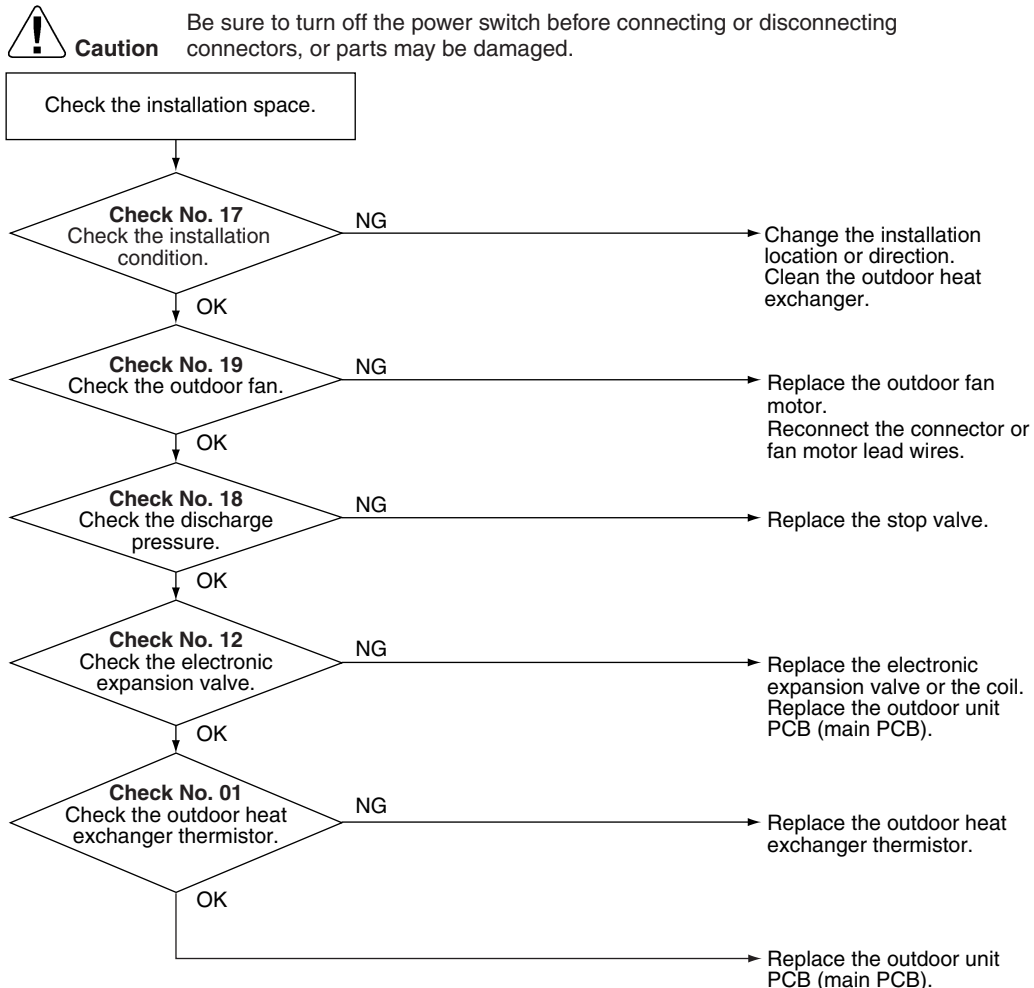 Be sure to turn off the power switch before connecting or disconnecting
Caution connectors, or parts may be damaged.
Check the installation space.
Check No. 17
Check the installation
condition.
NG
Change the installation
location or direction.
Clean the outdoor heat
exchanger.
OK
Check No. 19
Check the outdoor fan.
NG
Replace the outdoor fan
motor.
Reconnect the connector or
fan motor lead wires.
OK
Check No. 18
Check the discharge
pressure.
NG
Replace the stop valve.
OK
Check No. 12
Check the electronic
expansion valve.
NG
Replace the electronic
expansion valve or the coil.
Replace the outdoor unit
PCB (main PCB).
OK
Check No. 01
Check the outdoor heat
exchanger thermistor.
NG
Replace the outdoor heat
exchanger thermistor.
OK
Replace the outdoor unit
PCB (main PCB).